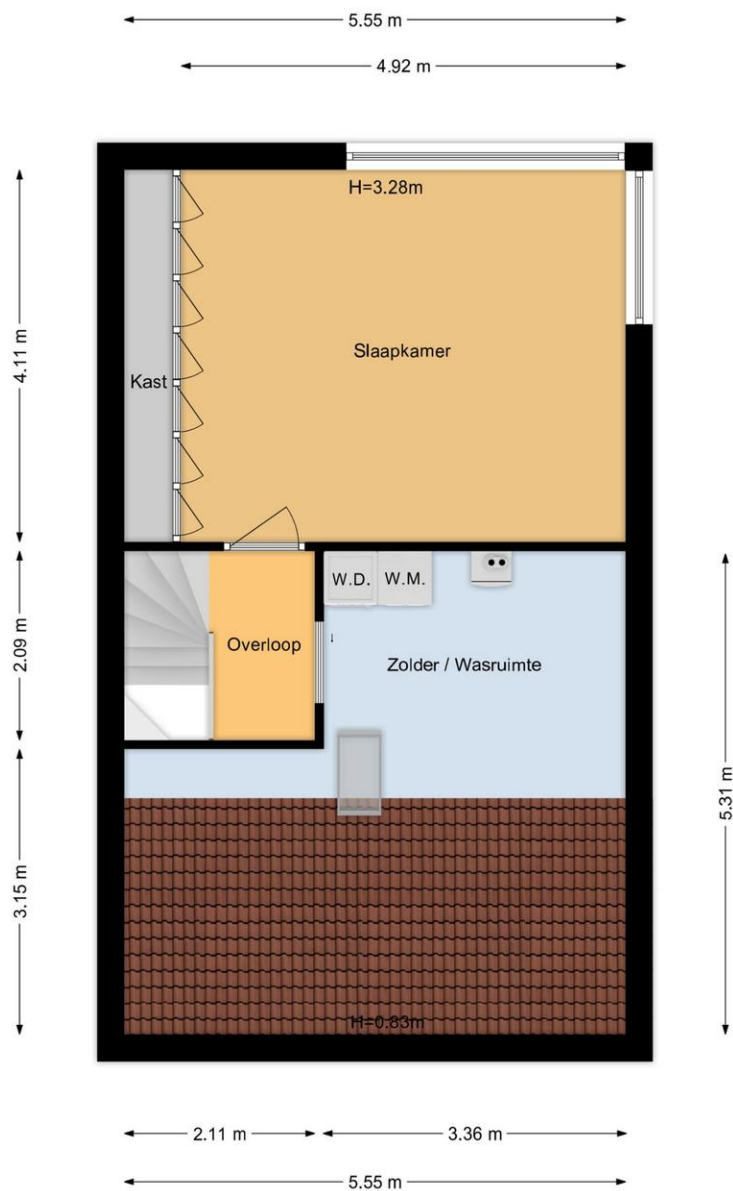 5.55 m
4.92 m
H=3.28m
4.11 m
Slaapkamer
Kast
W.D.
W.M.
2.09 m
Overloop
Zolder / Wasruimte
5.31 m
3.15 m
H=0.83m
2.11 m
3.36 m
5.55 m